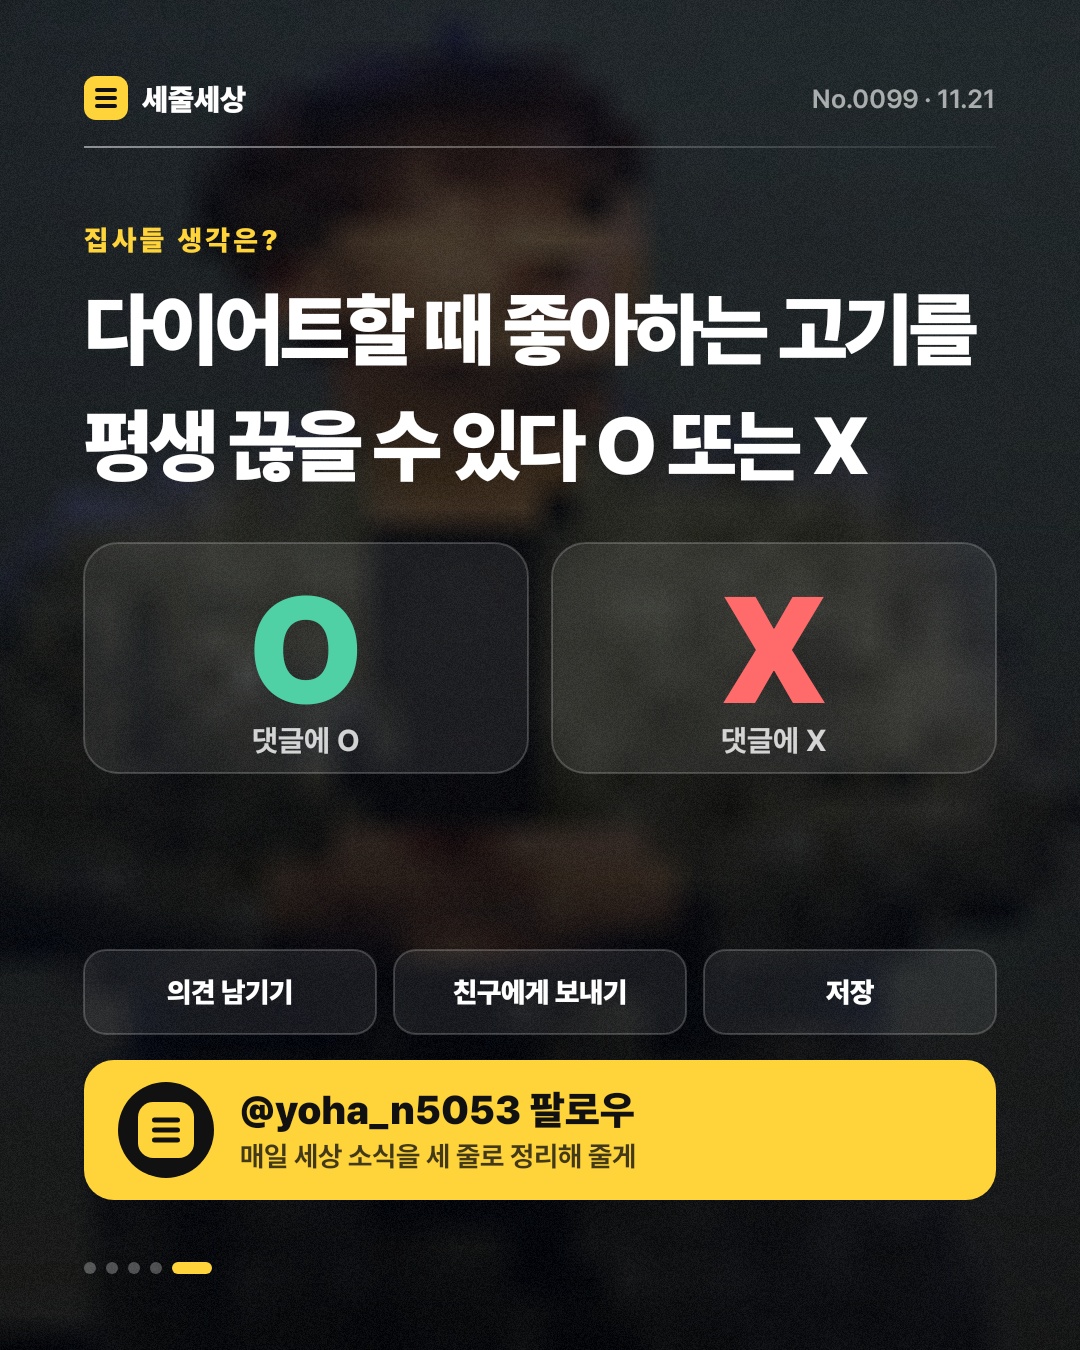 세줄세상
No.0099 · 11.21
집사들 생각은?
다이어트할 때 좋아하는 고기를
평생 끊을 수 있다 O 또는 X
O
댓글에 O
X
댓글에 X
의견 남기기
친구에게 보내기
저장
@yoha_n5053 팔로우
매일 세상 소식을 세 줄로 정리해 줄게